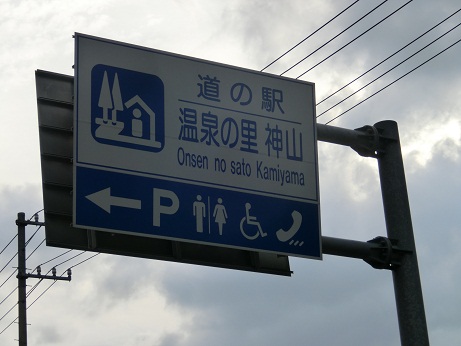 道の駅
温泉の里 神山
Onsen no sato Kamiyama
P